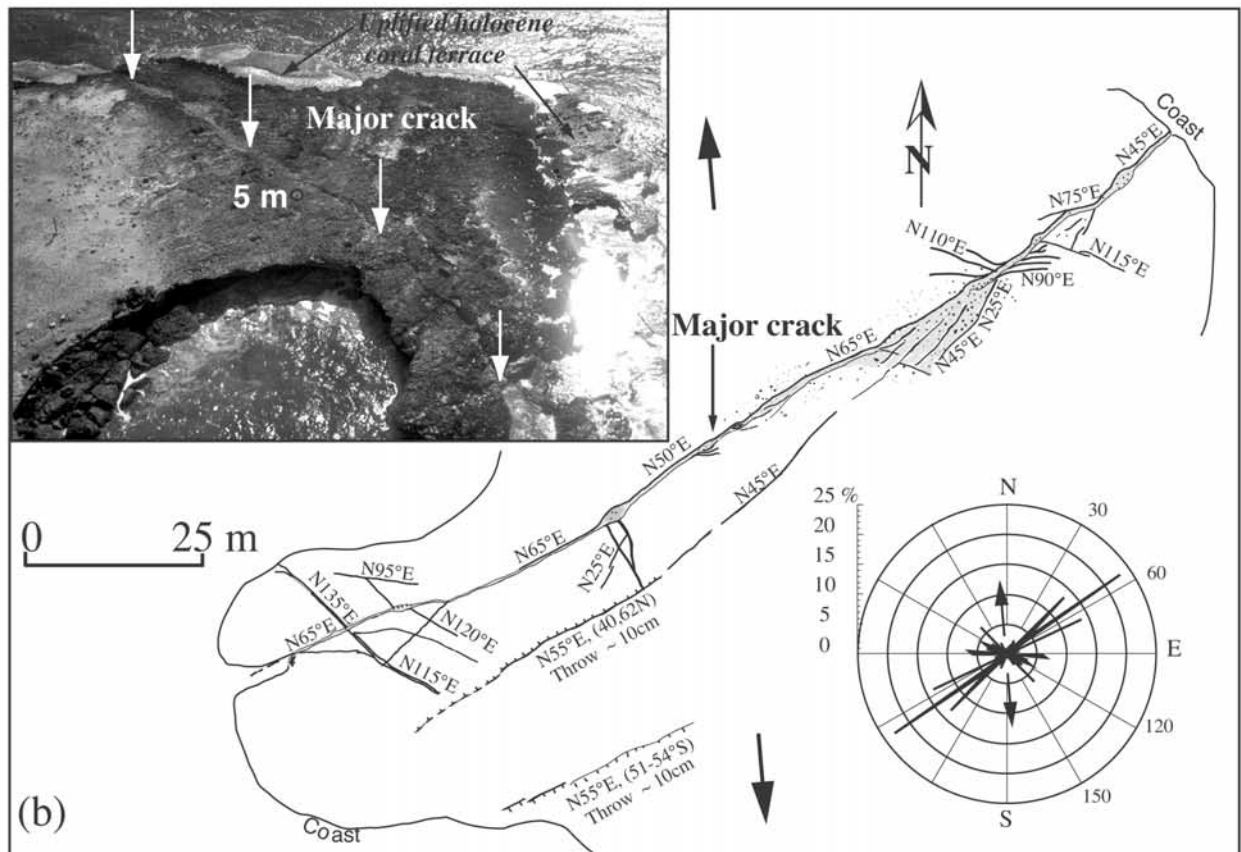 Uplifted holocene
coral terrace
Major crack
5 m
N
Coast
N45°E
N75°E
N110°E
N115°E
N90°E
N25°E
Major crack
N65°E
N45°E
N50°E
N45°E
0 25 m
N65°E
N25°E
N95°E
N135°E
N120°E
N65°E
N115°E
N55°E, (40,62N)
Throw ~ 10cm
N55°E, (51-54°S)
Throw ~ 10cm
25 %
20
15
10
5
0
N
30
60
E
120
150
S
(b)
Coast